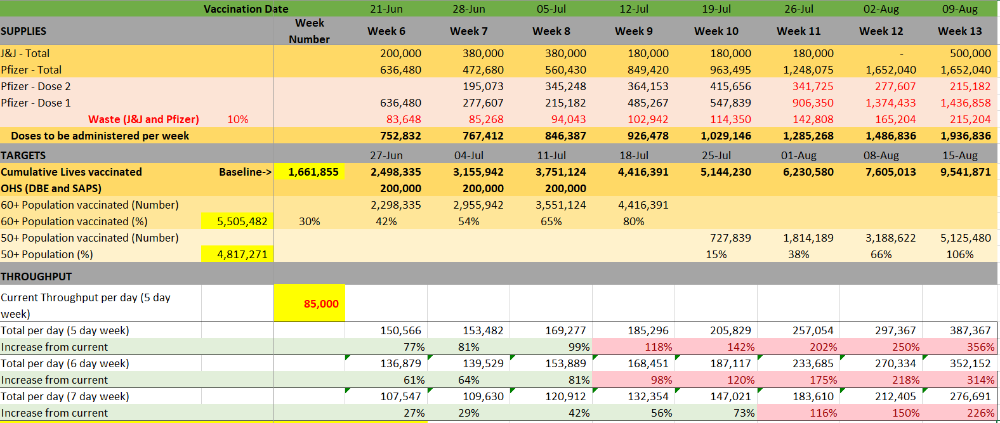 Vaccination Date 21-Jun 28-Jun 05-Jul 12-Jul 19-Jul 26-Jul 02-Aug 09-Aug
SUPPLIES Week Number Week 6 Week 7 Week 8 Week 9 Week 10 Week 11 Week 12 Week 13
J&J - Total 200,000 380,000 380,000 180,000 180,000 180,000 - 500,000
Pfizer - Total 636,480 472,680 560,430 849,420 963,495 1,248,075 1,652,040 1,652,040
Pfizer - Dose 2 195,073 345,248 364,153 415,656 341,725 277,607 215,182
Pfizer - Dose 1 636,480 277,607 215,182 485,267 547,839 906,350 1,374,433 1,436,858
Waste (J&J and Pfizer) 10% 83,648 85,268 94,043 102,942 114,350 142,808 165,204 215,204
Doses to be administered per week 752,832 767,412 846,387 926,478 1,029,146 1,285,268 1,486,836 1,936,836
TARGETS 27-Jun 04-Jul 11-Jul 18-Jul 25-Jul 01-Aug 08-Aug 15-Aug
Cumulative Lives vaccinated Baseline-> 1,661,855 2,498,335 3,155,942 3,751,124 4,416,391 5,144,230 6,230,580 7,605,013 9,541,871
OHS (DBE and SAPS) 200,000 200,000 200,000
60+ Population vaccinated (Number) 2,298,335 2,955,942 3,551,124 4,416,391
60+ Population vaccinated (%) 5,505,482 30% 42% 54% 65% 80%
50+ Population vaccinated (Number) 727,839 1,814,189 3,188,622 5,125,480
50+ Population (%) 4,817,271 15% 38% 66% 106%
THROUGHPUT
Current Throughput per day (5 day
week) 85,000
Total per day (5 day week) 150,566 153,482 169,277 185,296 205,829 257,054 297,367 387,367
Increase from current 77% 81% 99% 118% 142% 202% 250% 356%
Total per day (6 day week) 136,879 139,529 153,889 168,451 187,117 233,685 270,334 352,152
Increase from current 61% 64% 81% 98% 120% 175% 218% 314%
Total per day (7 day week) 107,547 109,630 120,912 132,354 147,021 183,610 212,405 276,691
Increase from current 27% 29% 42% 56% 73% 116% 150% 226%